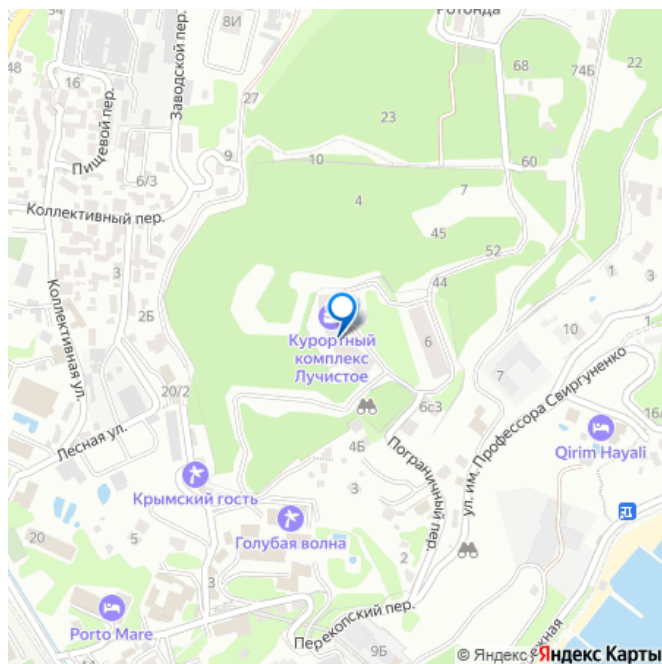 54
8И
Ротонда
48
16
Пищевой пер.
Заводской пер.
27
68
74Б
22
23
9
10
60
6/3
4
7
Коллективный пер.
45
52
3
44
1
3
Коллективная ул.
2Б
Курортный
комплекс
Лучистое
6
10
7
20/2
6с3
16/
Лесная ул.
4Б
Пограничный пер.
ул. им. Профессора Свиргуненко
Qirim Hayali
Крымский гость
3
Голубая волна
20
5
2
3
Porto Mare
Перекопский пер.
9Б
44
© Яндекс
Яндекс Карты